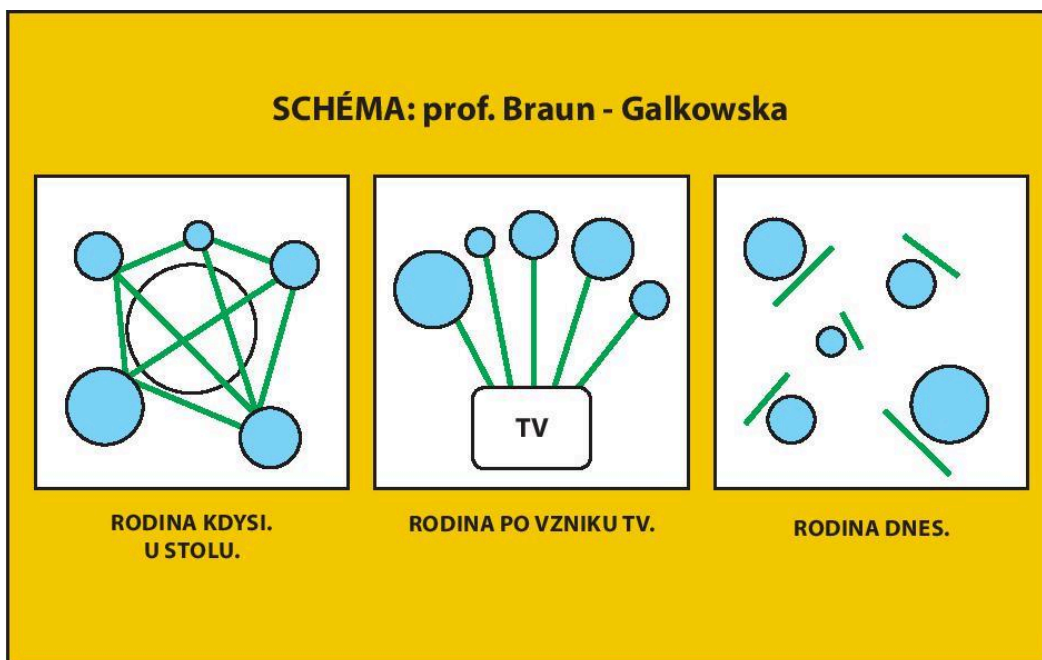 SCHÉMA: prof. Braun - Galkowska
TV
RODINA KDYSI.
U STOLU.
RODINA PO VZNIKU TV.
RODINA DNES.